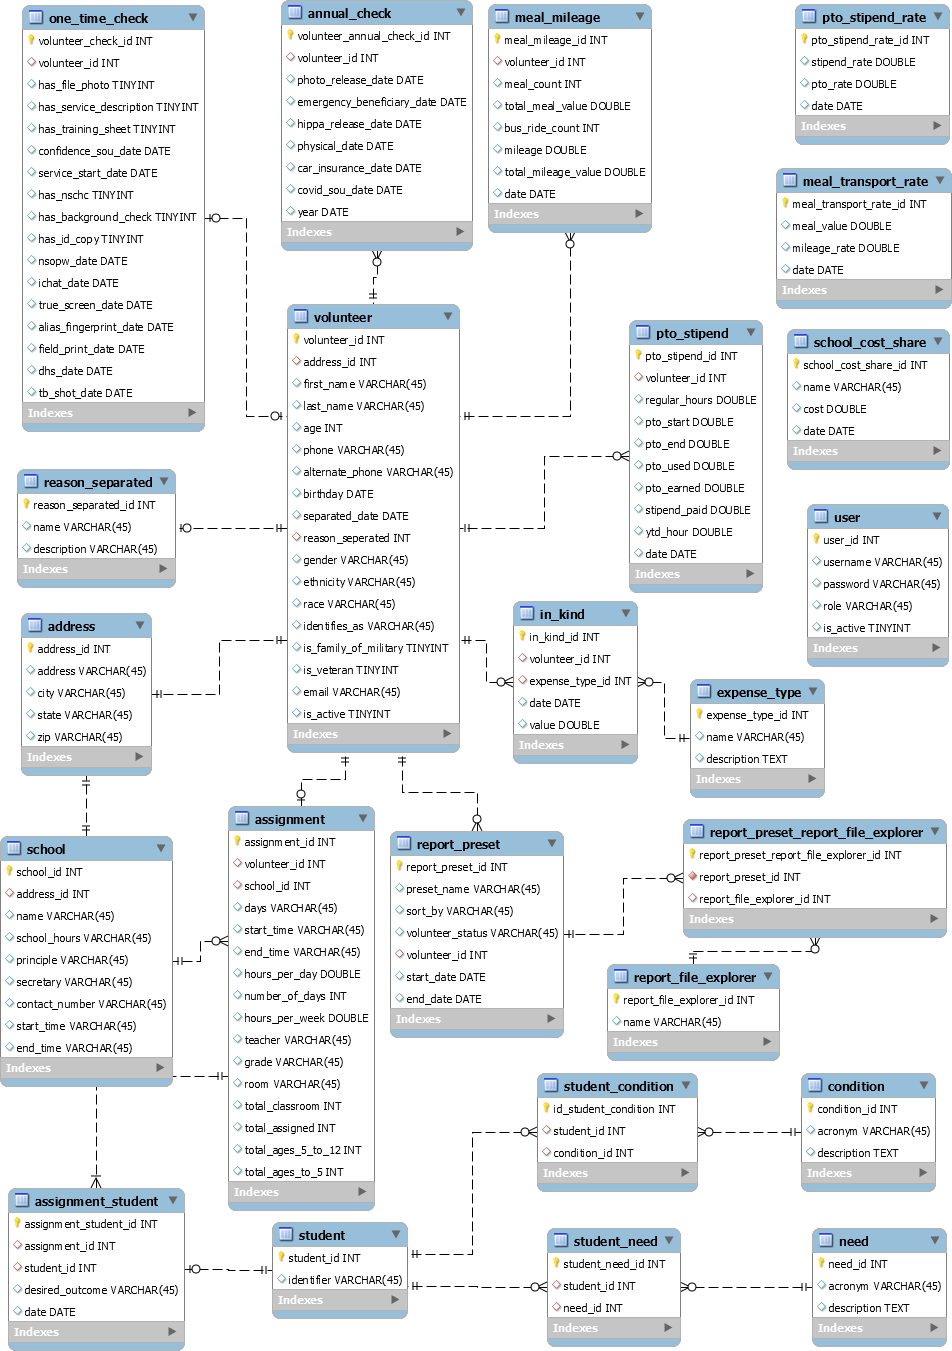 one_time_check
volunteer_check_id INT
volunteer_id INT
has_file_photo TINYINT
has_service_description TINYINT
has_training_sheet TINYINT
confidence_sou_date DATE
service_start_date DATE
has_nschc TINYINT
has_background_check TINYINT
has_id_copy TINYINT
nsopw_date DATE
ichat_date DATE
true_screen_date DATE
alias_fingerprint_date DATE
field_print_date DATE
dhs_date DATE
tb_shot_date DATE
Indexes
annual_check
volunteer_annual_check_id INT
volunteer_id INT
photo_release_date DATE
emergency_beneficiary_date DATE
hippa_release_date DATE
physical_date DATE
car_insurance_date DATE
covid_sou_date DATE
year DATE
Indexes
meal_mileage
meal_mileage_id INT
volunteer_id INT
meal_count INT
total_meal_value DOUBLE
bus_ride_count INT
mileage DOUBLE
total_mileage_value DOUBLE
date DATE
Indexes
pto_stipend_rate
pto_stipend_rate_id INT
stipend_rate DOUBLE
pto_rate DOUBLE
date DATE
Indexes
meal_transport_rate
meal_transport_rate_id INT
meal_value DOUBLE
mileage_rate DOUBLE
date DATE
Indexes
volunteer
volunteer_id INT
address_id INT
first_name VARCHAR(45)
last_name VARCHAR(45)
age INT
phone VARCHAR(45)
alternate_phone VARCHAR(45)
birthday DATE
separated_date DATE
reason_seperated INT
gender VARCHAR(45)
ethnicity VARCHAR(45)
race VARCHAR(45)
identifies_as VARCHAR(45)
is_family_of_military TINYINT
is_veteran TINYINT
email VARCHAR(45)
is_active TINYINT
Indexes
pto_stipend
pto_stipend_id INT
volunteer_id INT
regular_hours DOUBLE
pto_start DOUBLE
pto_end DOUBLE
pto_used DOUBLE
pto_earned DOUBLE
stipend_paid DOUBLE
ytd_hour DOUBLE
date DATE
Indexes
school_cost_share
school_cost_share_id INT
name VARCHAR(45)
cost DOUBLE
date DATE
Indexes
reason_separated
reason_separated_id INT
name VARCHAR(45)
description VARCHAR(45)
Indexes
user
user_id INT
username VARCHAR(45)
password VARCHAR(45)
role VARCHAR(45)
is_active TINYINT
Indexes
address
address_id INT
address VARCHAR(45)
city VARCHAR(45)
state VARCHAR(45)
zip VARCHAR(45)
Indexes
in_kind
in_kind_id INT
volunteer_id INT
expense_type_id INT
date DATE
value DOUBLE
Indexes
expense_type
expense_type_id INT
name VARCHAR(45)
description TEXT
Indexes
school
school_id INT
address_id INT
name VARCHAR(45)
school_hours VARCHAR(45)
principle VARCHAR(45)
secretary VARCHAR(45)
contact_number VARCHAR(45)
start_time VARCHAR(45)
end_time VARCHAR(45)
Indexes
assignment
assignment_id INT
volunteer_id INT
school_id INT
days VARCHAR(45)
start_time VARCHAR(45)
end_time VARCHAR(45)
hours_per_day DOUBLE
number_of_days INT
hours_per_week DOUBLE
teacher VARCHAR(45)
grade VARCHAR(45)
room VARCHAR(45)
total_classroom INT
total_assigned INT
total_ages_5_to_12 INT
total_ages_to_5 INT
Indexes
report_preset
report_preset_id INT
preset_name VARCHAR(45)
sort_by VARCHAR(45)
volunteer_status VARCHAR(45)
volunteer_id INT
start_date DATE
end_date DATE
Indexes
report_preset_report_file_explorer
report_preset_report_file_explorer_id INT
report_preset_id INT
report_file_explorer_id INT
Indexes
report_file_explorer
report_file_explorer_id INT
name VARCHAR(45)
Indexes
student_condition
id_student_condition INT
student_id INT
condition_id INT
Indexes
condition
condition_id INT
acronym VARCHAR(45)
description TEXT
Indexes
assignment_student
assignment_student_id INT
assignment_id INT
student_id INT
desired_outcome VARCHAR(45)
date DATE
Indexes
student
student_id INT
identifier VARCHAR(45)
Indexes
student_need
student_need_id INT
student_id INT
need_id INT
Indexes
need
need_id INT
acronym VARCHAR(45)
description TEXT
Indexes